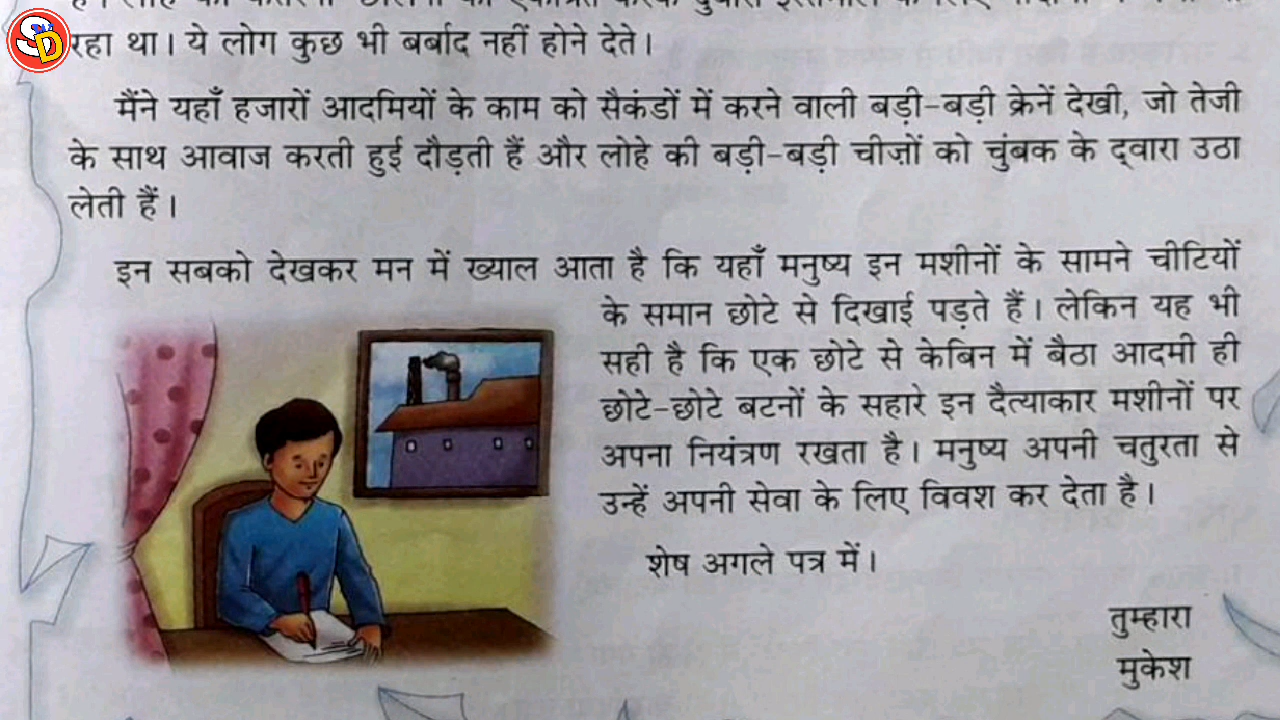 SD
रहा था। ये लोग कुछ भी बर्बाद नहीं होने देते।
मैंने यहाँ हजारों आदमियों के काम को सैकंडों में करने वाली बड़ी-बड़ी क्रेनें देखी, जो तेजी
के साथ आवाज करती हुई दौड़ती हैं और लोहे की बड़ी-बड़ी चीज़ों को चुंबक के द्वारा उठा
लेती हैं।
इन सबको देखकर मन में ख्याल आता है कि यहाँ मनुष्य इन मशीनों के सामने चीटियों
के समान छोटे से दिखाई पड़ते हैं। लेकिन यह भी
सही है कि एक छोटे से केबिन में बैठा आदमी ही
छोटे-छोटे बटनों के सहारे इन दैत्याकार मशीनों पर
अपना नियंत्रण रखता है। मनुष्य अपनी चतुरता से
उन्हें अपनी सेवा के लिए विवश कर देता है।
शेष अगले पत्र में।
तुम्हारा
मुकेश